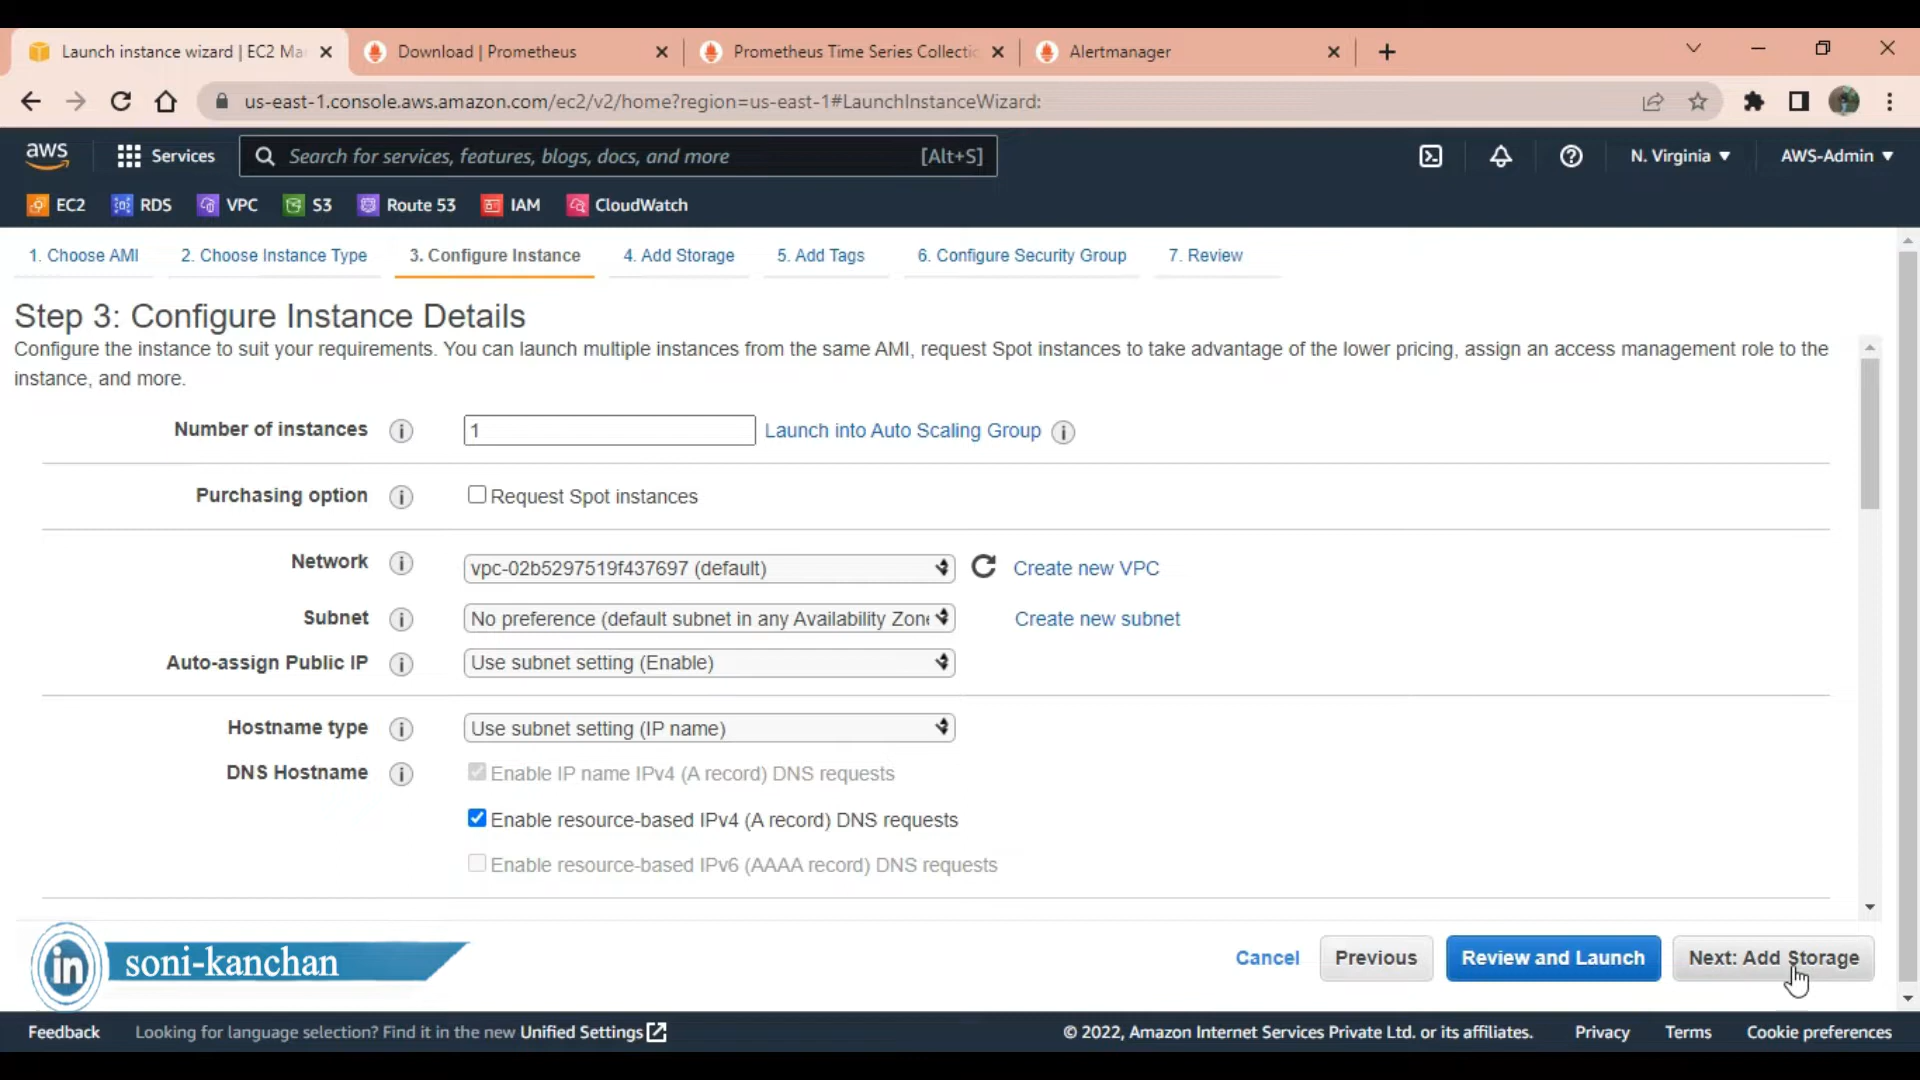 Launch instance wizard | EC2 Ma
Download | Prometheus
Prometheus Time Series Collectio
Alertmanager
us-east-1.console.aws.amazon.com/ec2/v2/home?region=us-east-1#LaunchInstanceWizard:
aws
Services
Search for services, features, blogs, docs, and more
[Alt+S]
N. Virginia
AWS-Admin
EC2
RDS
VPC
S3
Route 53
IAM
CloudWatch
1. Choose AMI
2. Choose Instance Type
3. Configure Instance
4. Add Storage
5. Add Tags
6. Configure Security Group
7. Review
Step 3: Configure Instance Details
Configure the instance to suit your requirements. You can launch multiple instances from the same AMI, request Spot instances to take advantage of the lower pricing, assign an access management role to the
instance, and more.
Number of instances
1
Launch into Auto Scaling Group
Purchasing option
Request Spot instances
Network
vpc-02b5297519f437697 (default)
Create new VPC
Subnet
No preference (default subnet in any Availability Zone
Create new subnet
Auto-assign Public IP
Use subnet setting (Enable)
Hostname type
Use subnet setting (IP name)
DNS Hostname
Enable IP name IPv4 (A record) DNS requests
Enable resource-based IPv4 (A record) DNS requests
Enable resource-based IPv6 (AAAA record) DNS requests
in
soni-kanchan
Cancel
Previous
Review and Launch
Next: Add Storage
Feedback
Looking for language selection? Find it in the new Unified Settings
© 2022, Amazon Internet Services Private Ltd. or its affiliates.
Privacy
Terms
Cookie preferences